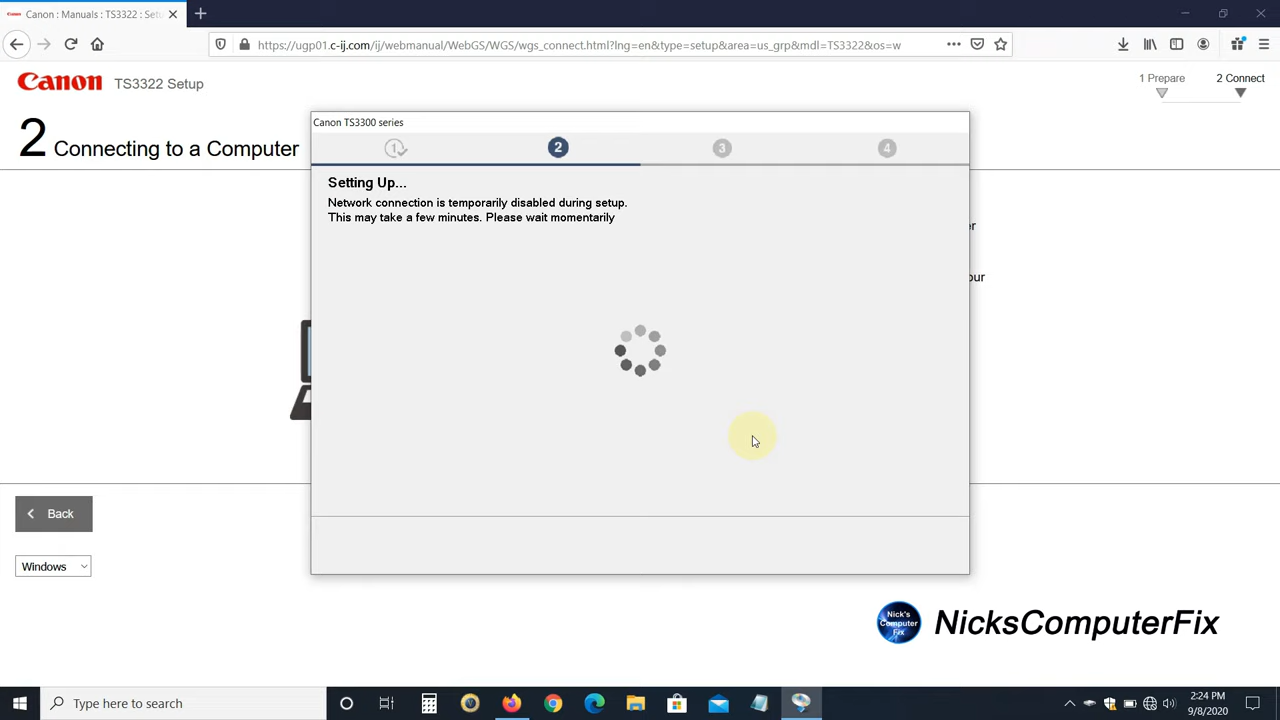 Canon : Manuals : TS3322 : Setu
https://ugp01.c-ij.com/ij/webmanual/WebGS/WGS/wgs_connect.html?lng=en&type=setup&area=us_grp&mdl=TS3322&os=w
Canon TS3322 Setup
1 Prepare
2 Connect
2 Connecting to a Computer
Canon TS3300 series
1
2
3
4
Setting Up...
Network connection is temporarily disabled during setup.
This may take a few minutes. Please wait momentarily
er
our
Back
Windows
Nick's
Computer
Fix
NicksComputerFix
Type here to search
2:24 PM
9/8/2020